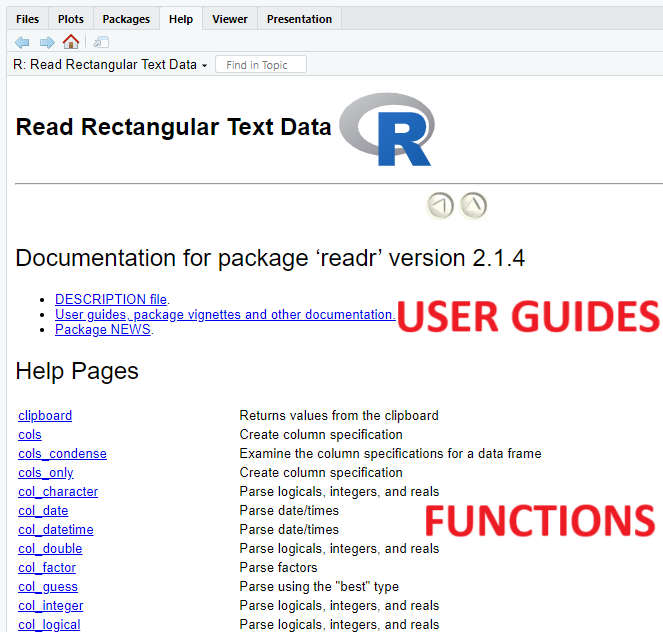 Files Plots Packages Help Viewer Presentation
R: Read Rectangular Text Data Find in Topic
Read Rectangular Text Data R
Documentation for package ‘readr’ version 2.1.4
DESCRIPTION file.
User guides, package vignettes and other documentation. USER GUIDES
Package NEWS.
Help Pages
clipboard Returns values from the clipboard
cols Create column specification
cols_condense Examine the column specifications for a data frame
cols_only Create column specification
col_character Parse logicals, integers, and reals
col_date Parse date/times
col_datetime Parse date/times
FUNCTIONS
col_double Parse logicals, integers, and reals
col_factor Parse factors
col_guess Parse using the "best" type
col_integer Parse logicals, integers, and reals
col_logical Parse logicals, integers, and reals